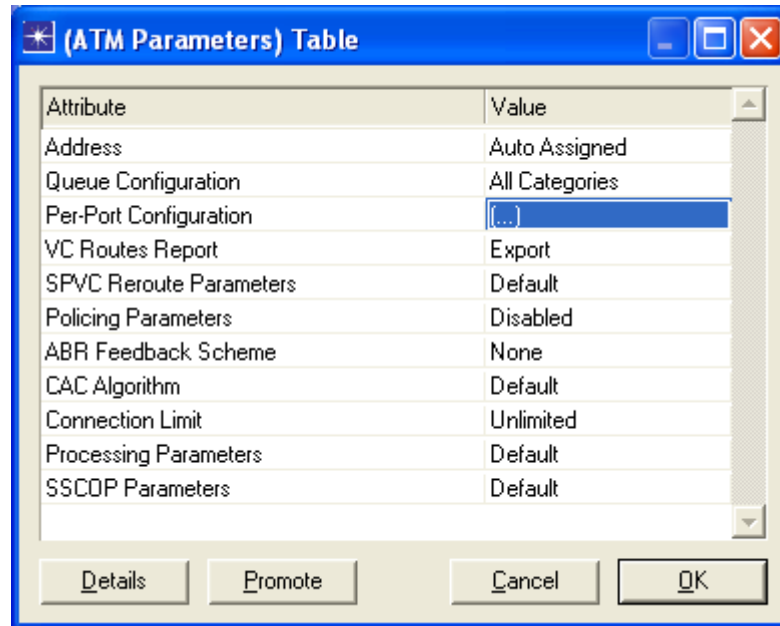 (ATM Parameters) Table
Attribute Value
Address Auto Assigned
Queue Configuration All Categories
Per-Port Configuration (...)
VC Routes Report Export
SPVC Reroute Parameters Default
Policing Parameters Disabled
ABR Feedback Scheme None
CAC Algorithm Default
Connection Limit Unlimited
Processing Parameters Default
SSCOP Parameters Default
Details Promote Cancel OK